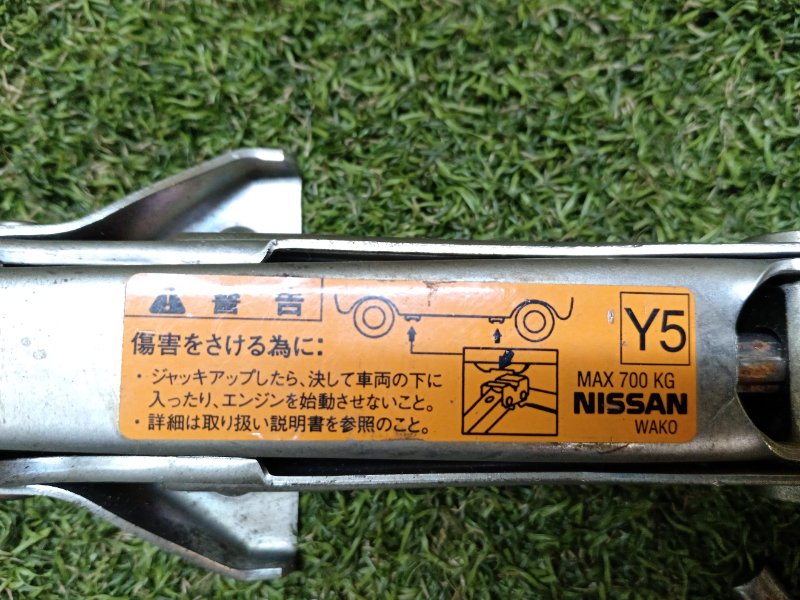 警告
傷害をさける為に:
・ジャッキアップしたら、決して車両の下に
入ったり、エンジンを始動させないこと。
・詳細は取り扱い説明書を参照のこと。
Y5
MAX 700 KG
NISSAN
WAKO